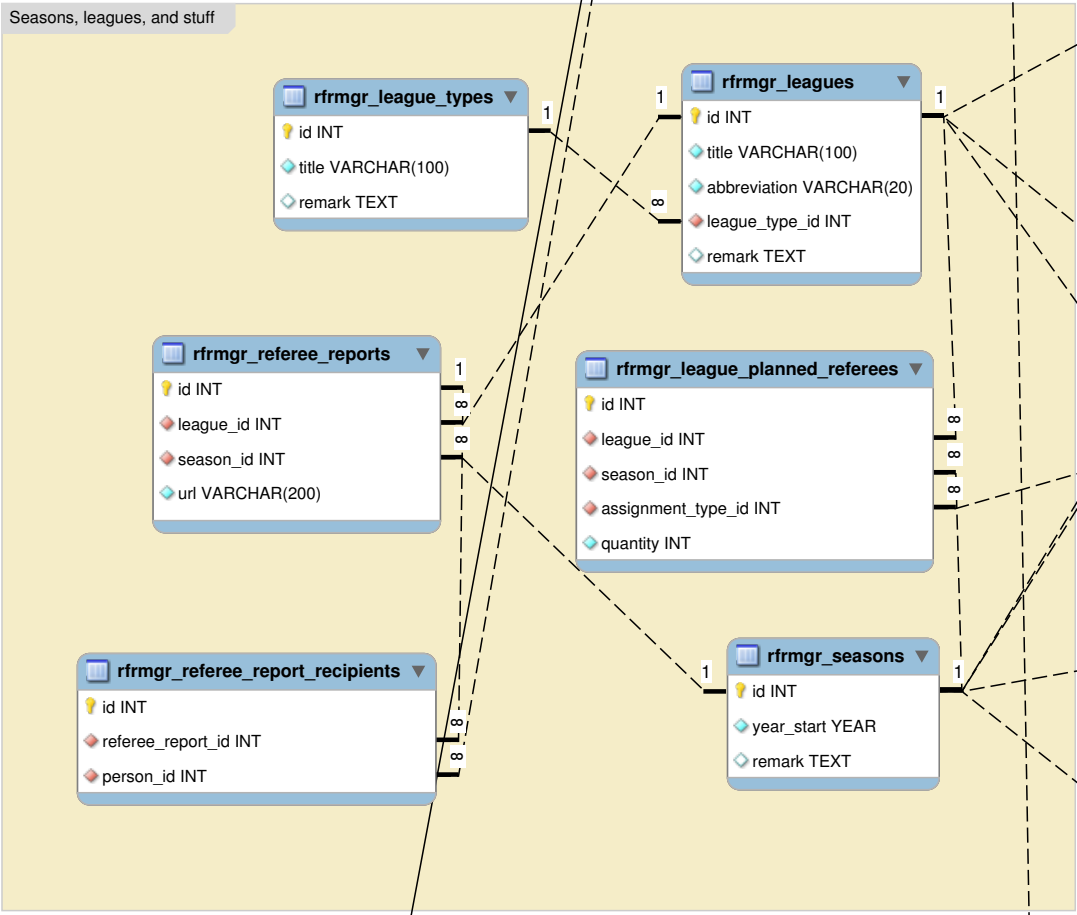 Seasons, leagues, and stuff
rfrmgr_league_types
id INT
title VARCHAR(100)
remark TEXT
1
rfrmgr_leagues
id INT
title VARCHAR(100)
abbreviation VARCHAR(20)
league_type_id INT
remark TEXT
1
∞
1
rfrmgr_referee_reports
id INT
league_id INT
season_id INT
url VARCHAR(200)
1
∞
∞
rfrmgr_league_planned_referees
id INT
league_id INT
season_id INT
assignment_type_id INT
quantity INT
∞
∞
∞
rfrmgr_referee_report_recipients
id INT
referee_report_id INT
person_id INT
∞
∞
rfrmgr_seasons
id INT
year_start YEAR
remark TEXT
1
1